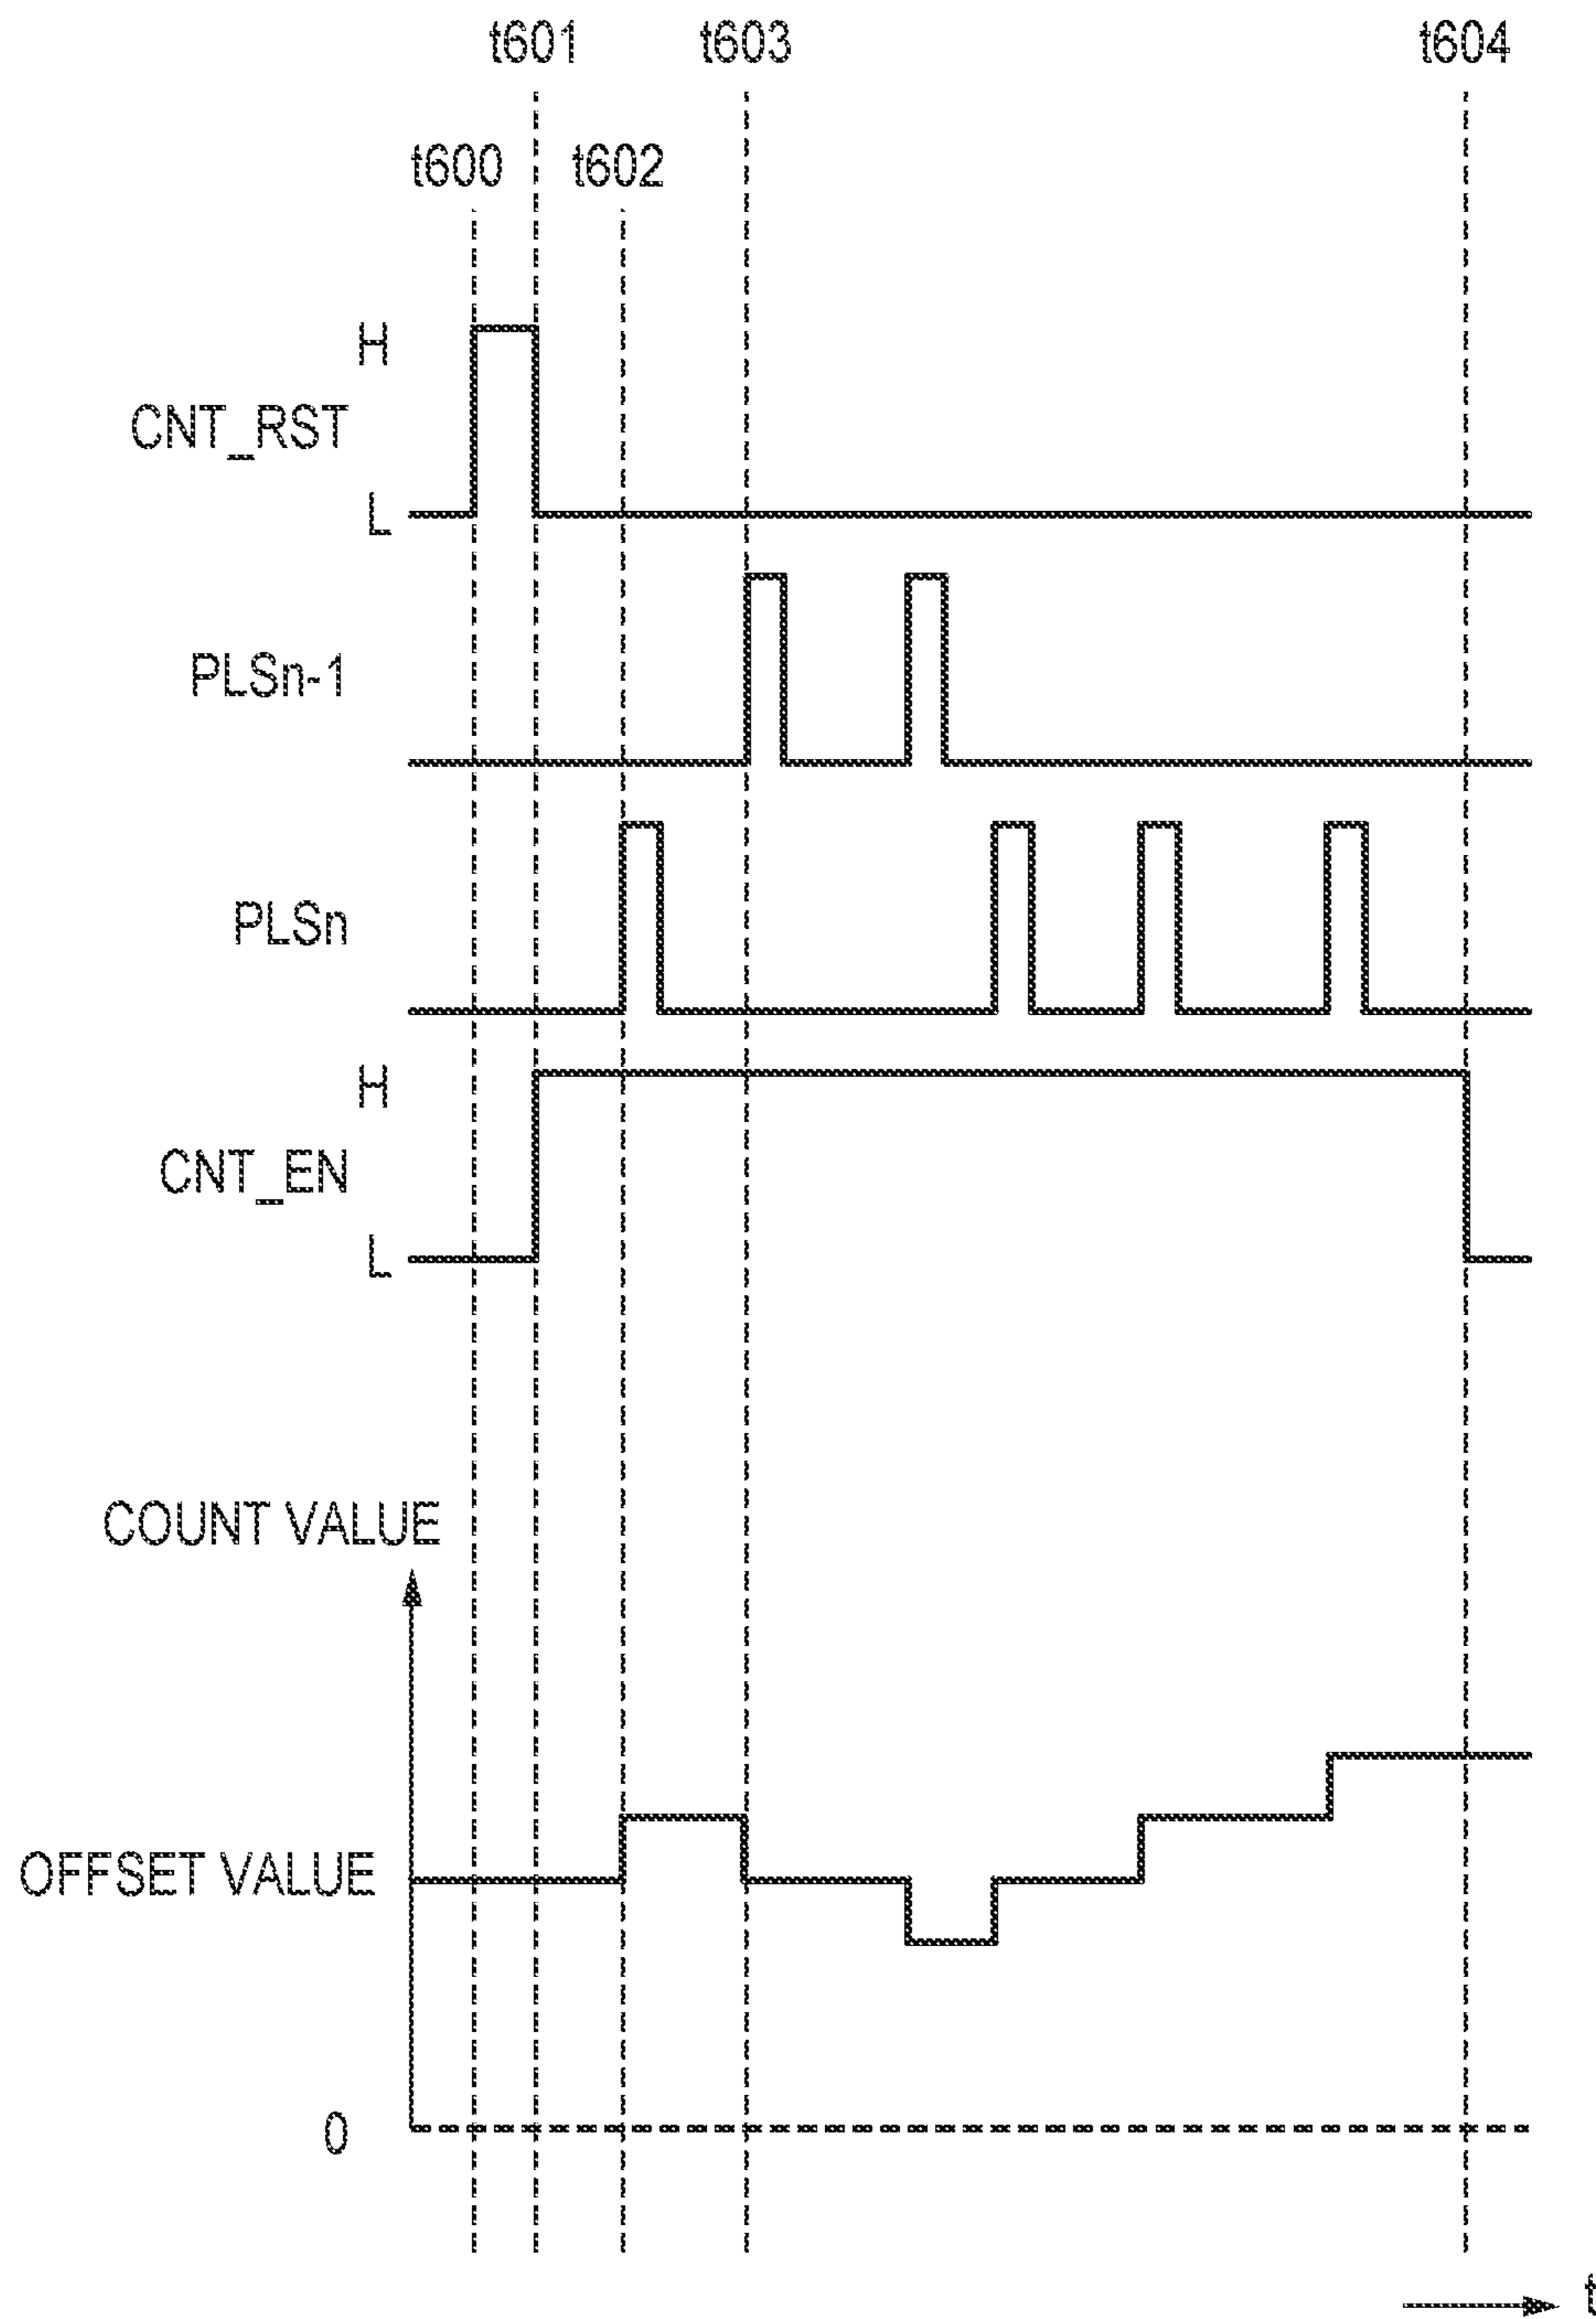 t601 t603 t604
t600 t602
H
CNT_RST
L
PLSn-1
PLSn
H
CNT_EN
L
COUNT VALUE
OFFSET VALUE
0
t